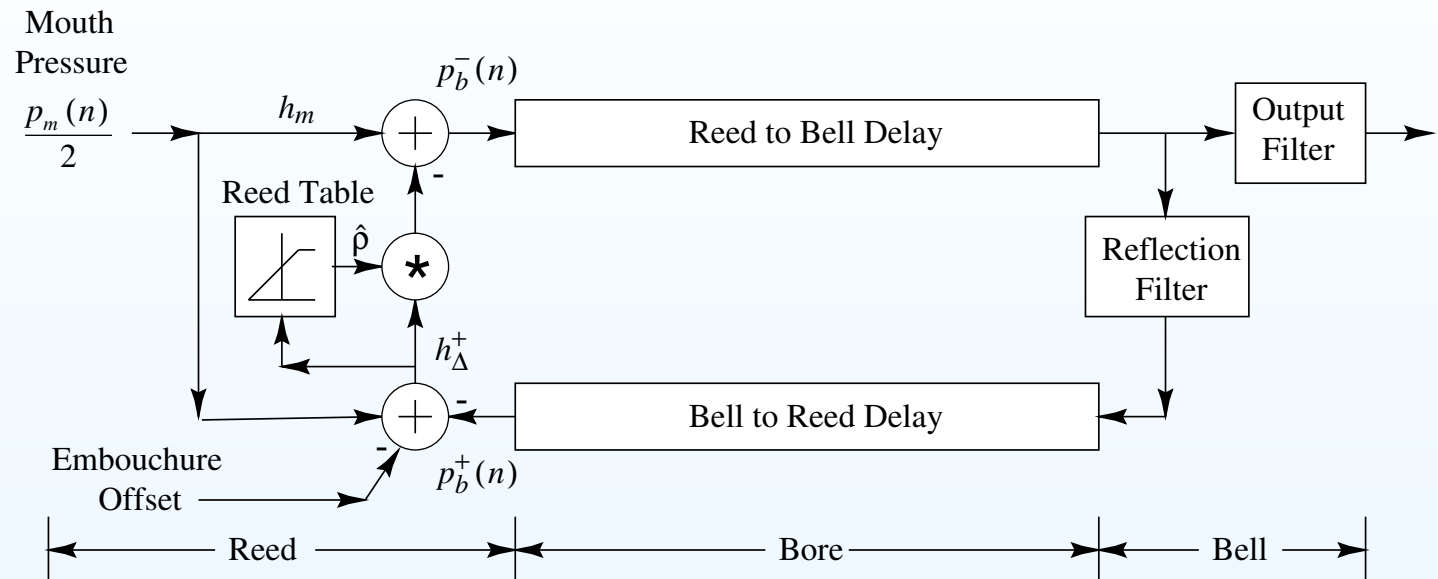 Mouth
Pressure
p_m(n)
2
h_m
p_b^-(n)
Reed to Bell Delay
Output
Filter
Reed Table
ρ̂
*
-
Reflection
Filter
h_Δ^+
-
Bell to Reed Delay
-
p_b^+(n)
Embouchure
Offset
Reed
Bore
Bell